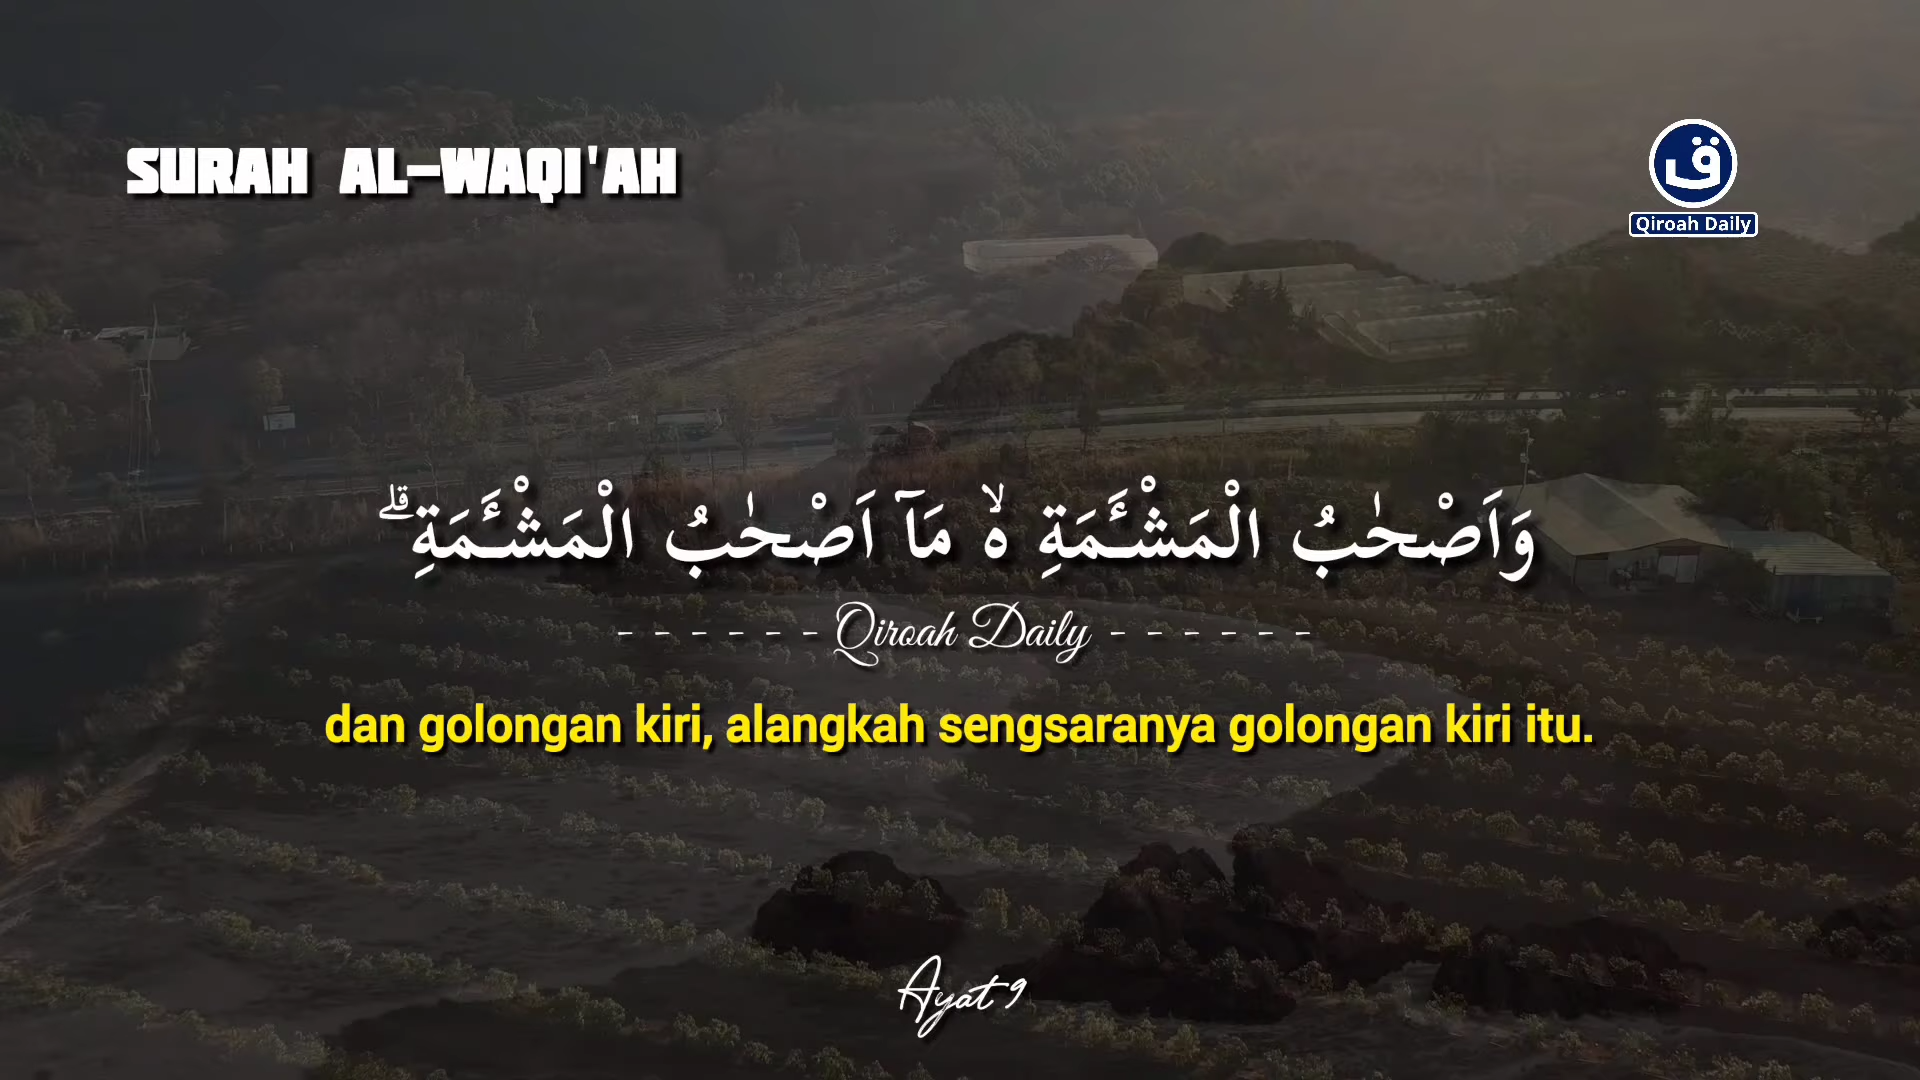 SURAH AL-WAQI'AH
ق
Qiroah Daily
وَاَصْحٰبُ الْمَشْـَٔمَةِ ەۙ مَآ اَصْحٰبُ الْمَشْـَٔمَةِۗ
- - - - - - Qiroah Daily - - - - - -
dan golongan kiri, alangkah sengsaranya golongan kiri itu.
Ayat 9